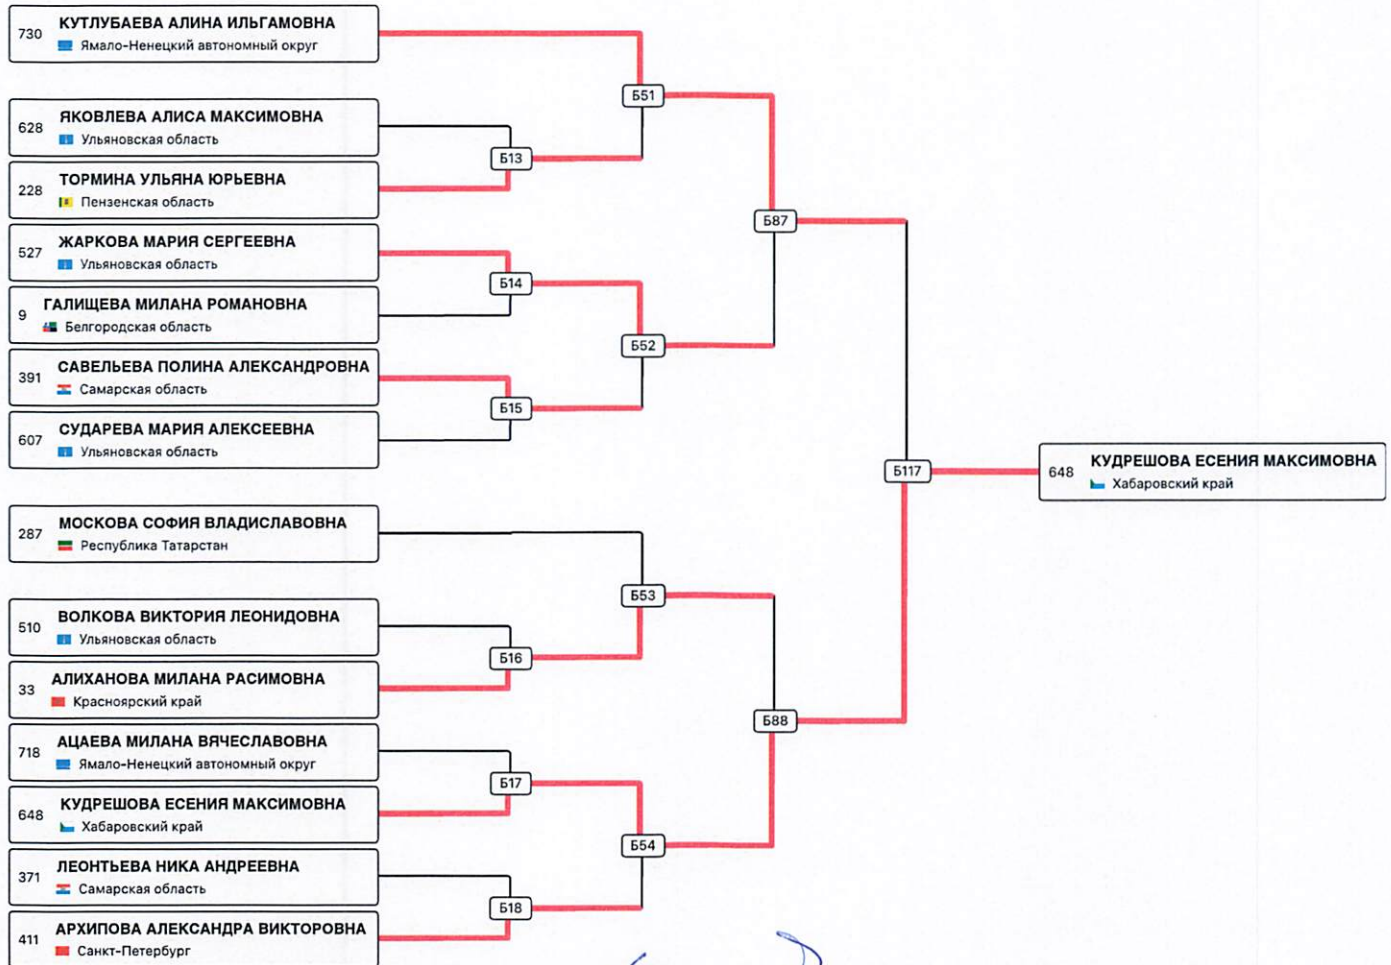 730 КУТЛУБАЕВА АЛИНА ИЛЬГАМОВНА
Ямало-Ненецкий автономный округ
Б51
628 ЯКОВЛЕВА АЛИСА МАКСИМОВНА
Ульяновская область
Б13
228 ТОРМИНА УЛЬЯНА ЮРЬЕВНА
Пензенская область
Б87
527 ЖАРКОВА МАРИЯ СЕРГЕЕВНА
Ульяновская область
Б14
9 ГАЛИЩЕВА МИЛАНА РОМАНОВНА
Белгородская область
Б52
391 САВЕЛЬЕВА ПОЛИНА АЛЕКСАНДРОВНА
Самарская область
Б15
607 СУДАРЕВА МАРИЯ АЛЕКСЕЕВНА
Ульяновская область
Б117
648 КУДРЕШОВА ЕСЕНИЯ МАКСИМОВНА
Хабаровский край
287 МОСКОВА СОФИЯ ВЛАДИСЛАВОВНА
Республика Татарстан
Б53
510 ВОЛКОВА ВИКТОРИЯ ЛЕОНИДОВНА
Ульяновская область
Б16
33 АЛИХАНОВА МИЛАНА РАСИМОВНА
Красноярский край
Б88
718 АЦАЕВА МИЛАНА ВЯЧЕСЛАВОВНА
Ямало-Ненецкий автономный округ
Б17
648 КУДРЕШОВА ЕСЕНИЯ МАКСИМОВНА
Хабаровский край
Б54
371 ЛЕОНТЬЕВА НИКА АНДРЕЕВНА
Самарская область
Б18
411 АРХИПОВА АЛЕКСАНДРА ВИКТОРОВНА
Санкт-Петербург